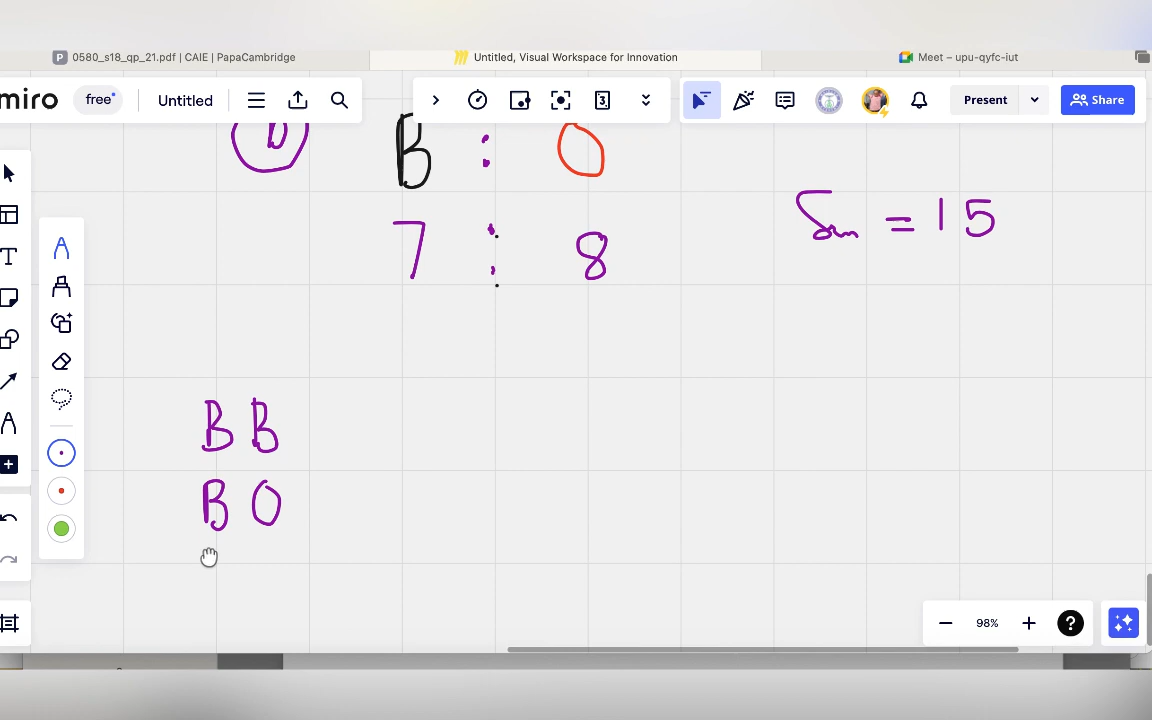 0580_s18_qp_21.pdf | CAIE | PapaCambridge
Untitled, Visual Workspace for Innovation
Meet – upu-qyfc-iut
miro
free
Untitled
3
Present
Share
B : O
7 : 8
Sum = 15
B B
B O
T
98%
?